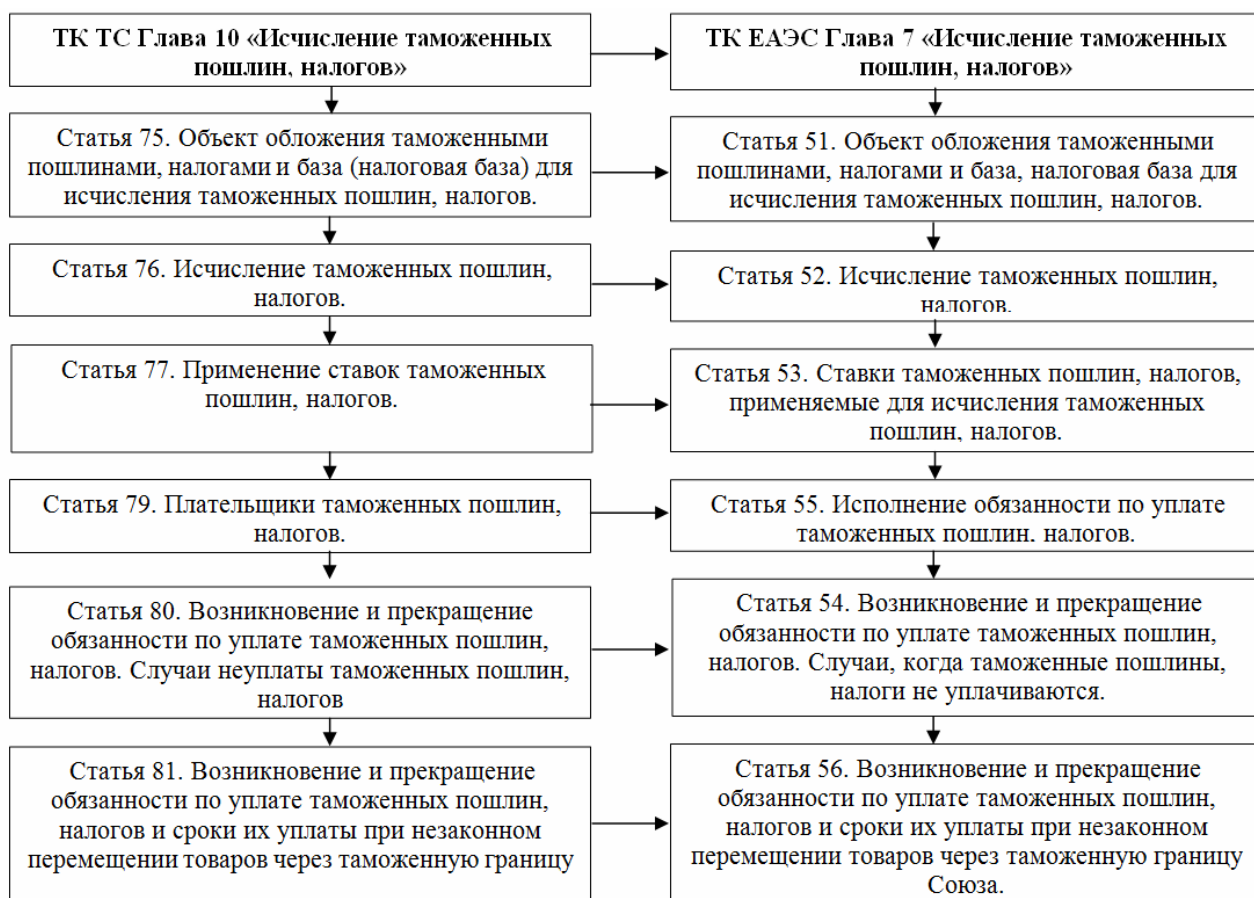 ТК ТС Глава 10 «Исчисление таможенных
пошлин, налогов»
ТК ЕАЭС Глава 7 «Исчисление таможенных
пошлин, налогов»
Статья 75. Объект обложения таможенными
пошлинами, налогами и база (налоговая база) для
исчисления таможенных пошлин, налогов.
Статья 51. Объект обложения таможенными
пошлинами, налогами и база, налоговая база для
исчисления таможенных пошлин, налогов.
Статья 76. Исчисление таможенных пошлин,
налогов.
Статья 52. Исчисление таможенных пошлин,
налогов.
Статья 77. Применение ставок таможенных
пошлин, налогов.
Статья 53. Ставки таможенных пошлин, налогов,
применяемые для исчисления таможенных
пошлин, налогов.
Статья 79. Плательщики таможенных пошлин,
налогов.
Статья 55. Исполнение обязанности по уплате
таможенных пошлин, налогов.
Статья 80. Возникновение и прекращение
обязанности по уплате таможенных пошлин,
налогов. Случаи неуплаты таможенных пошлин,
налогов
Статья 54. Возникновение и прекращение
обязанности по уплате таможенных пошлин,
налогов. Случаи, когда таможенные пошлины,
налоги не уплачиваются.
Статья 81. Возникновение и прекращение
обязанности по уплате таможенных пошлин,
налогов и сроки их уплаты при незаконном
перемещении товаров через таможенную границу
Статья 56. Возникновение и прекращение
обязанности по уплате таможенных пошлин,
налогов и сроки их уплаты при незаконном
перемещении товаров через таможенную границу
Союза.